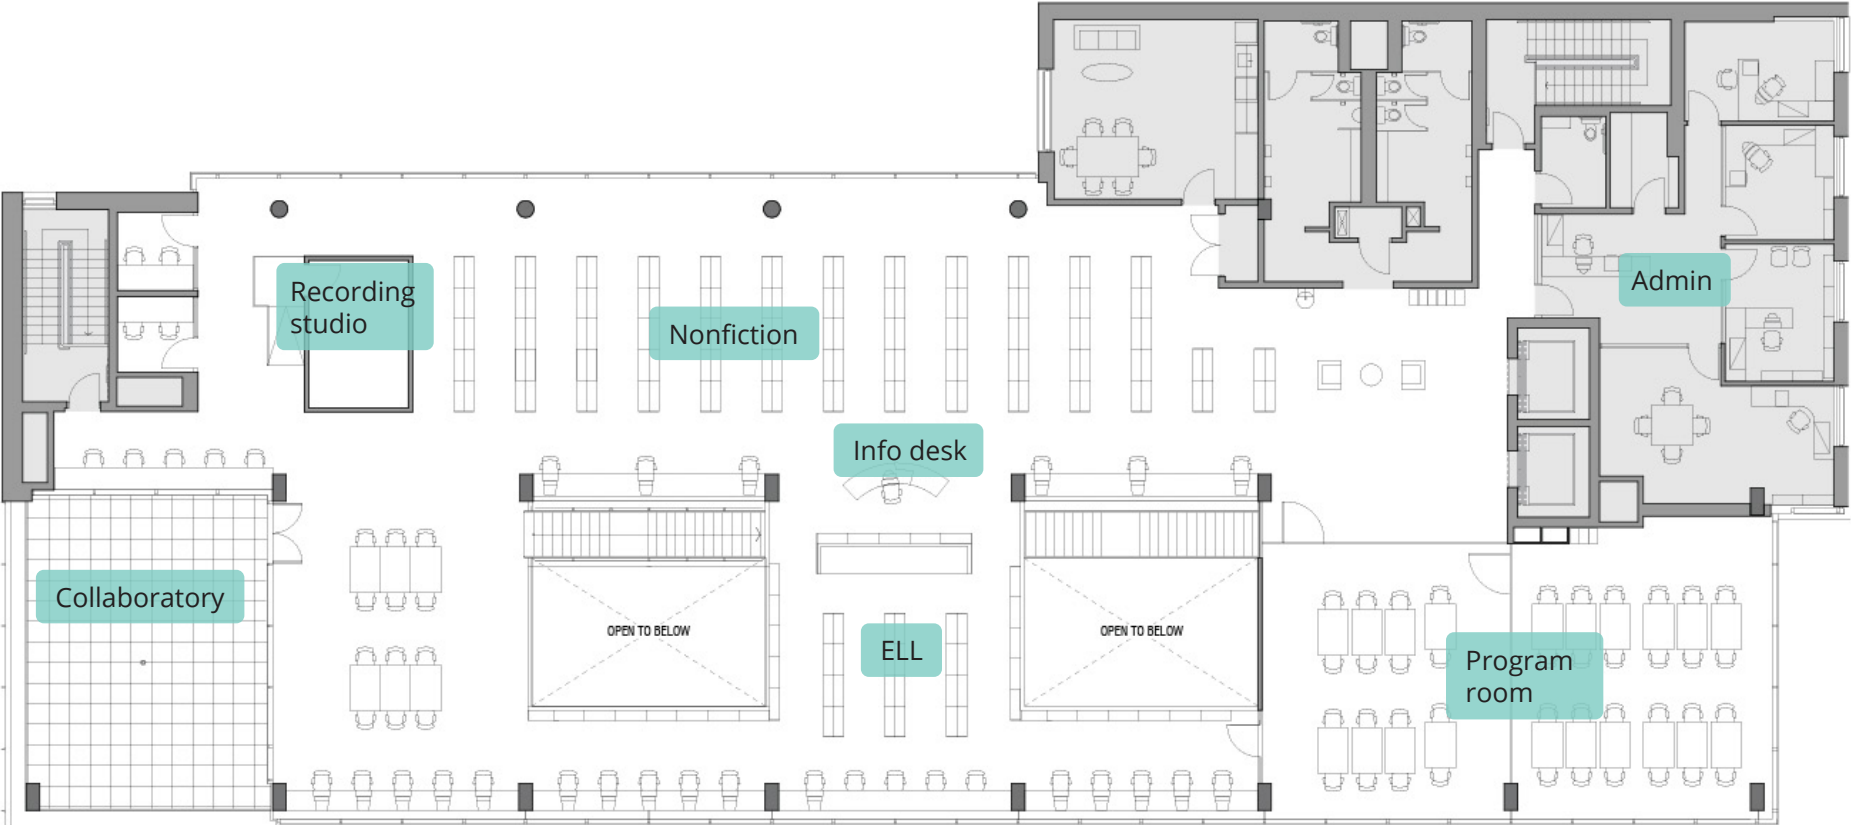 Recording
studio
Nonfiction
Admin
Info desk
Collaboratory
OPEN TO BELOW
ELL
OPEN TO BELOW
Program
room